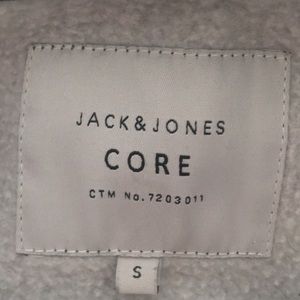 JACK&JONES
CORE
CTM No.7203011
S